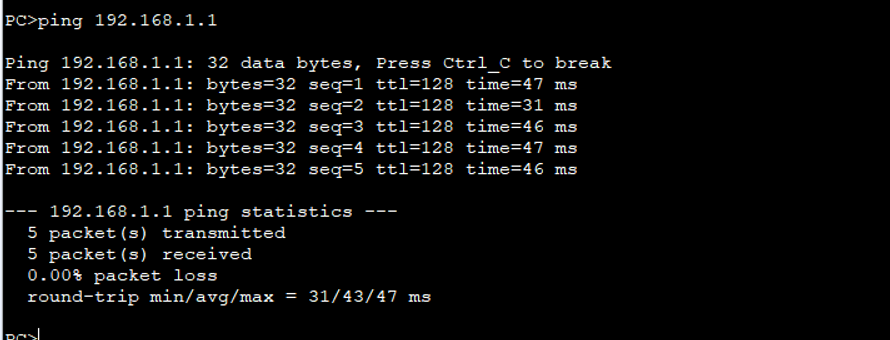 PC>ping 192.168.1.1
Ping 192.168.1.1: 32 data bytes, Press Ctrl_C to break
From 192.168.1.1: bytes=32 seq=1 ttl=128 time=47 ms
From 192.168.1.1: bytes=32 seq=2 ttl=128 time=31 ms
From 192.168.1.1: bytes=32 seq=3 ttl=128 time=46 ms
From 192.168.1.1: bytes=32 seq=4 ttl=128 time=47 ms
From 192.168.1.1: bytes=32 seq=5 ttl=128 time=46 ms
--- 192.168.1.1 ping statistics ---
5 packet(s) transmitted
5 packet(s) received
0.00% packet loss
round-trip min/avg/max = 31/43/47 ms
PC>